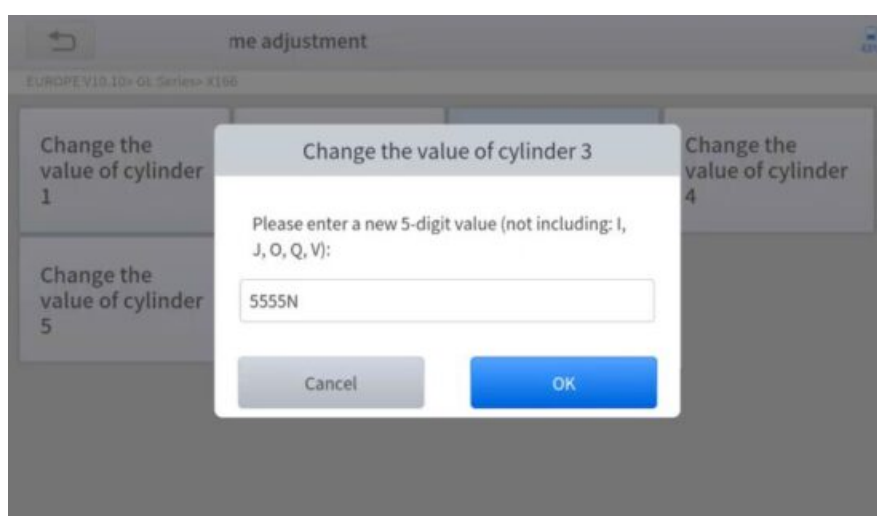 me adjustment
EUROPE V10.10> GL Series> X166
Change the
value of cylinder
1
Change the value of cylinder 3
Change the
value of cylinder
4
Please enter a new 5-digit value (not including: I,
J, O, Q, V):
5555N
Change the
value of cylinder
5
Cancel
OK